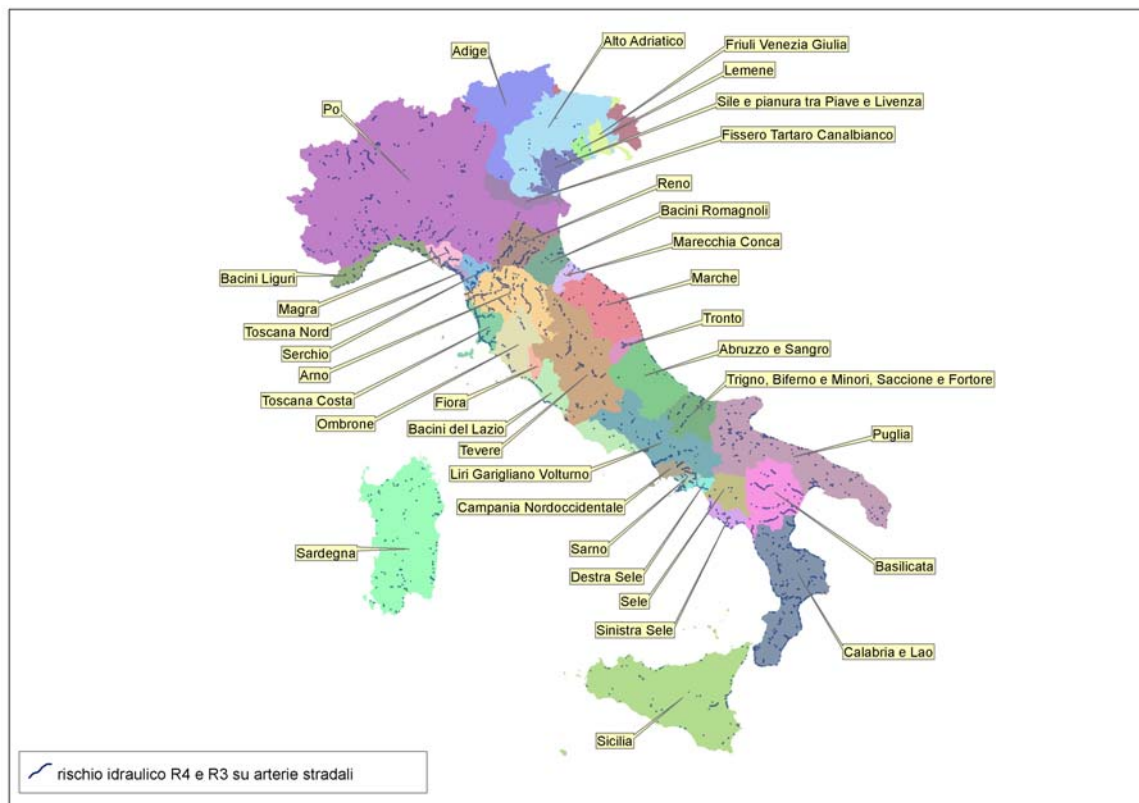 Friuli Venezia Giulia
Alto Adriatico
Adige
Lemene
Po
Sile e pianura tra Piave e Livenza
Fissero Tartaro Canalbianco
Reno
Bacini Romagnoli
Marecchia Conca
Bacini Liguri
Marche
Magra
Tronto
Toscana Nord
Serchio
Abruzzo e Sangro
Arno
Trigno, Biferno e Minori, Saccione e Fortore
Toscana Costa
Fiora
Ombrone
Bacini del Lazio
Puglia
Tevere
Liri Garigliano Volturno
Campania Nordoccidentale
Sarno
Sardegna
Basilicata
Destra Sele
Sele
Sinistra Sele
Calabria e Lao
Sicilia
rischio idraulico R4 e R3 su arterie stradali